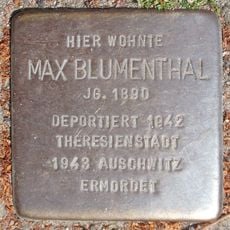 HIER WOHNTE
MAX BLUMENTHAL
JG. 1890
DEPORTIERT 1942
THERESIENSTADT
1943 AUSCHWITZ
ERMORDET